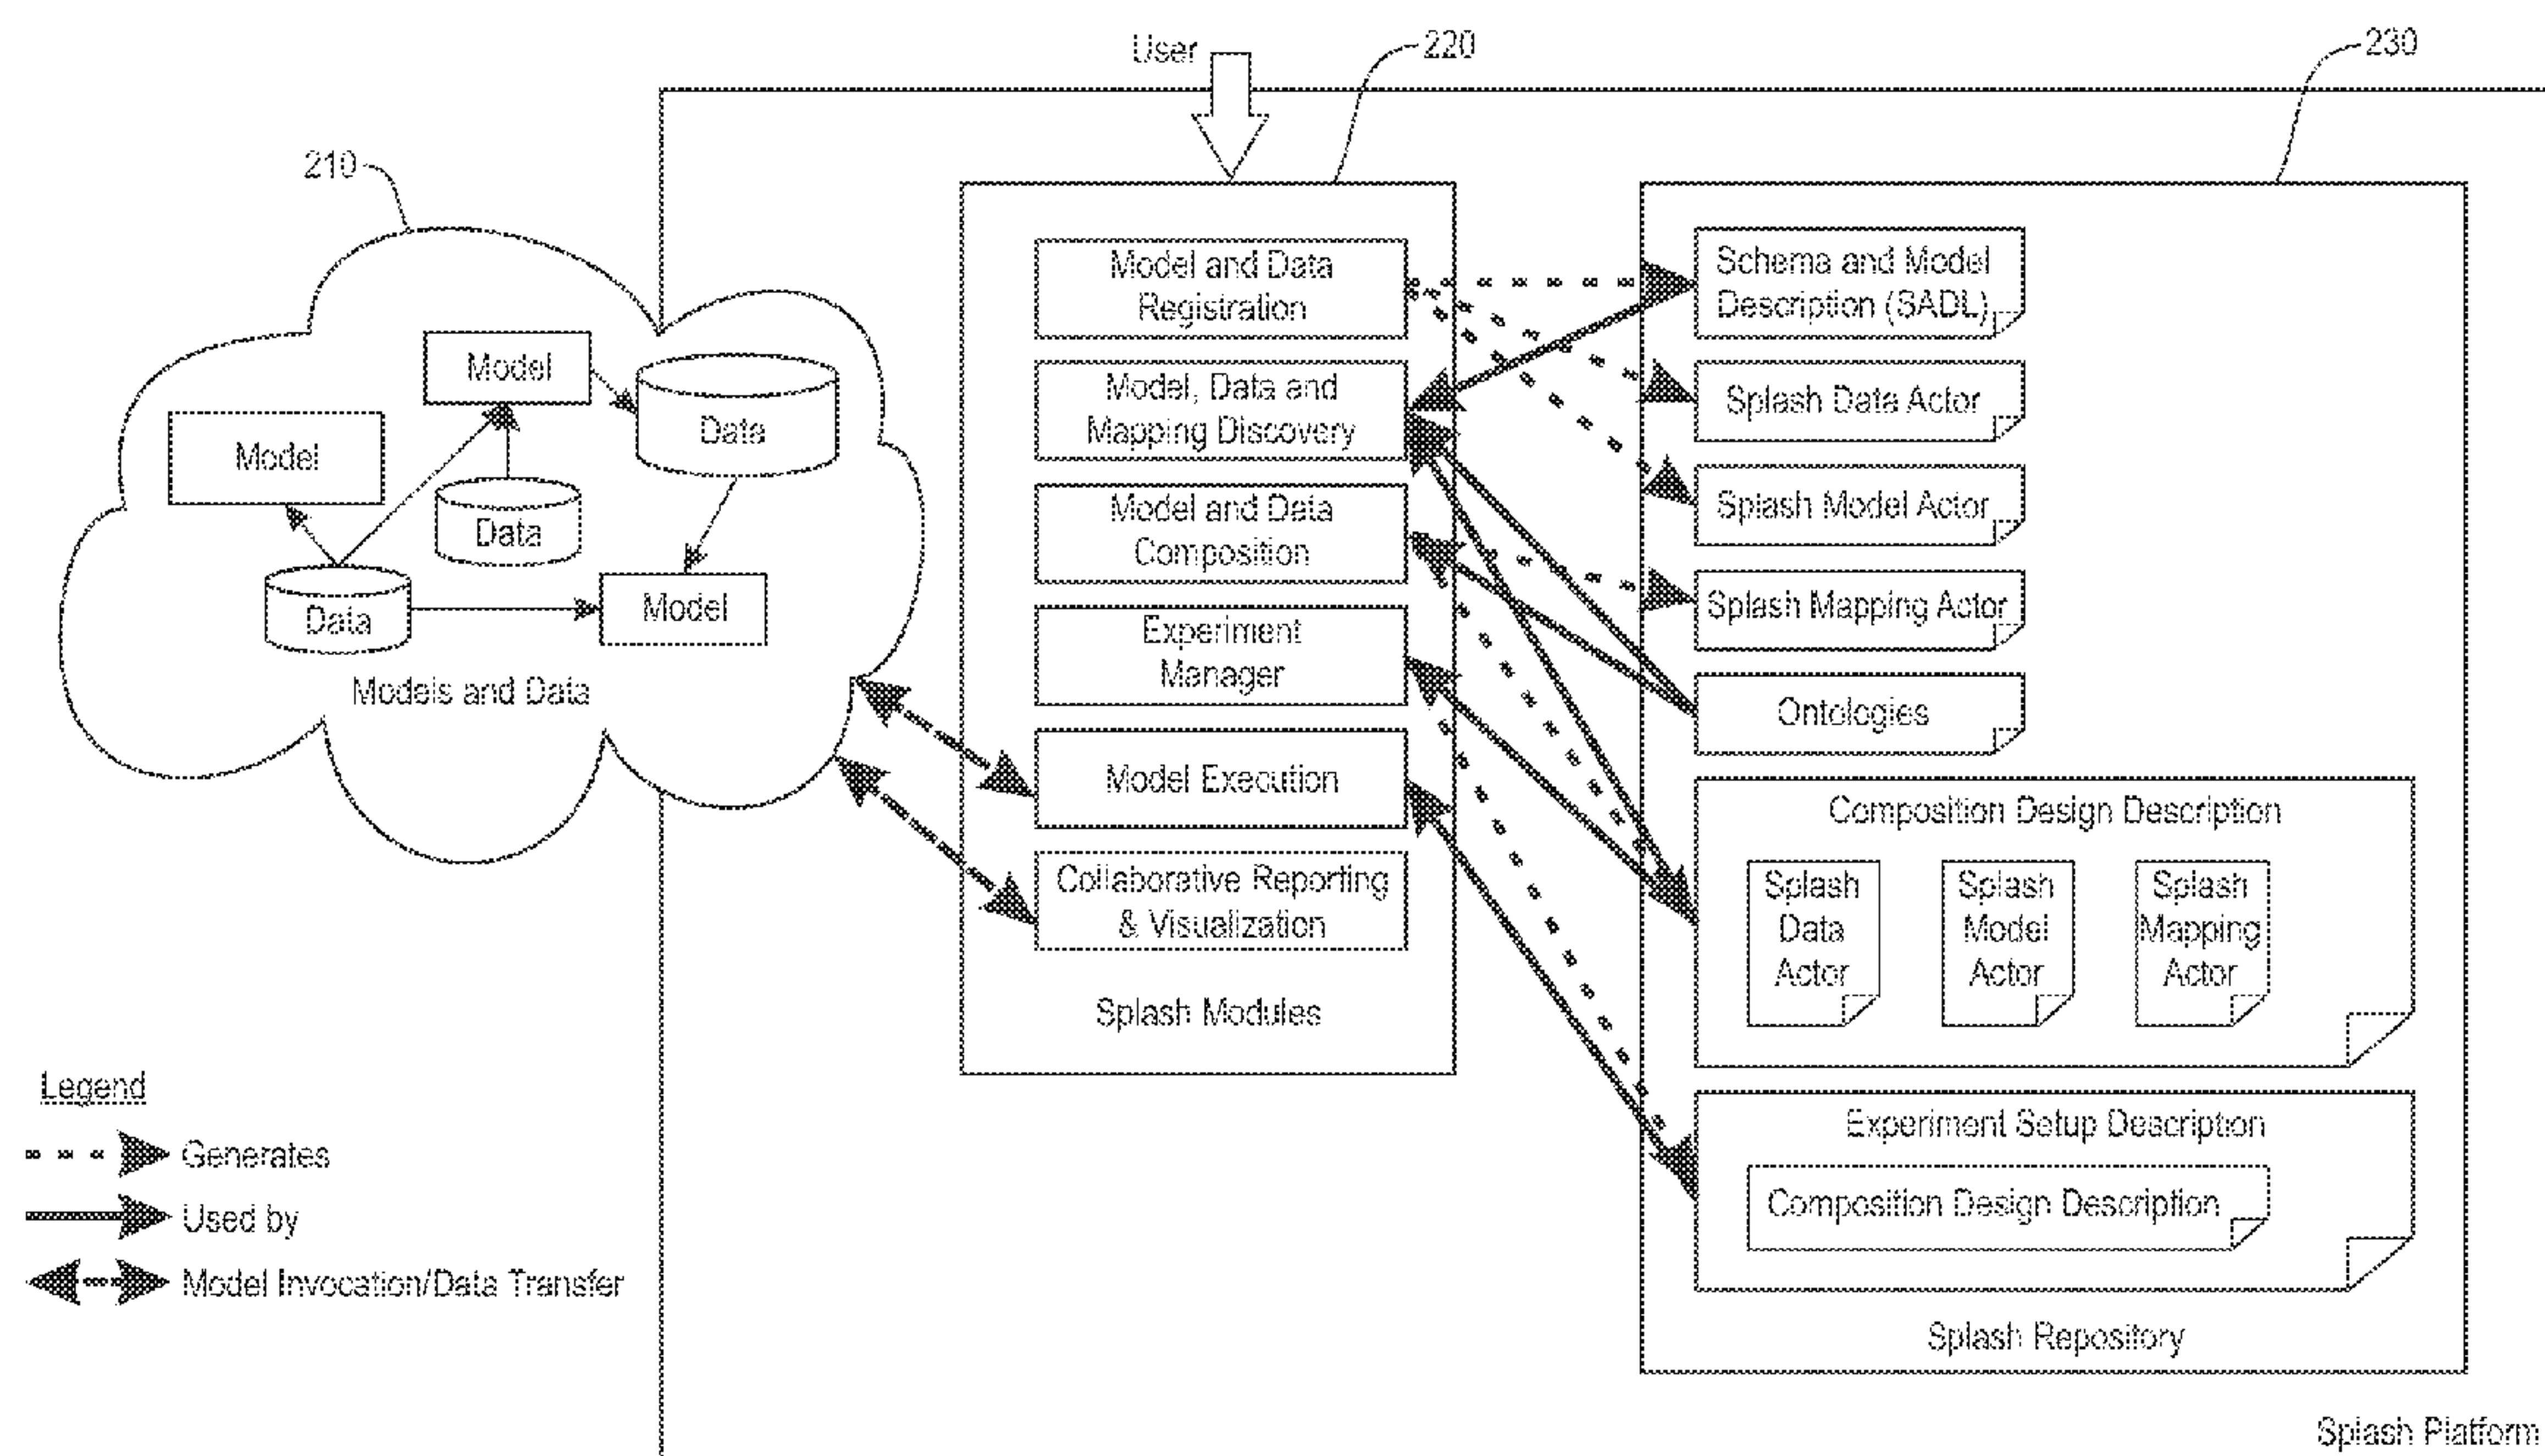 User
220
230
210
Model
Model
Data
Data
Data
Model
Models and Data
Model and Data
Registration
Model, Data and
Mapping Discovery
Model and Data
Composition
Experiment
Manager
Model Execution
Collaborative Reporting
& Visualization
Splash Modules
Schema and Model
Description (SADL)
Splash Data Actor
Splash Model Actor
Splash Mapping Actor
Ontologies
Composition Design Description
Splash
Data
Actor
Splash
Model
Actor
Splash
Mapping
Actor
Experiment Setup Description
Composition Design Description
Splash Repository
Splash Platform
Legend
Generates
Used by
Model Invocation/Data Transfer